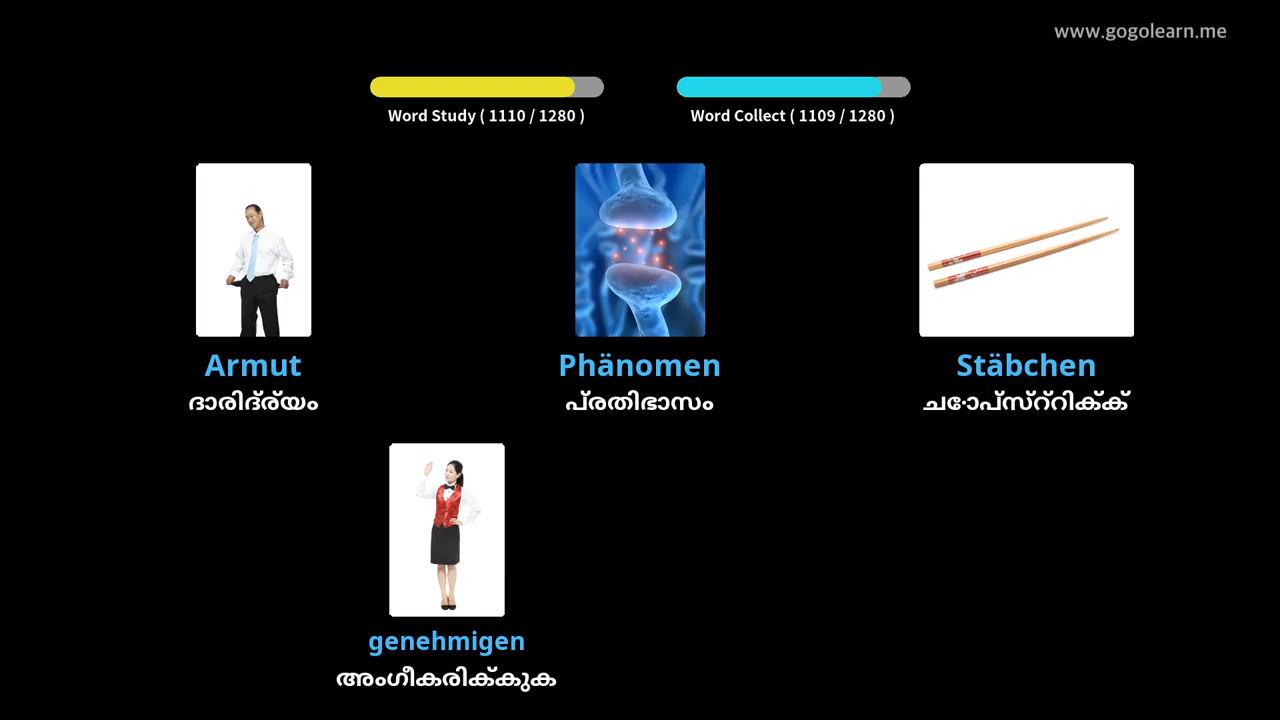 www.gogolearn.me
Word Study ( 1110 / 1280 )
Word Collect ( 1109 / 1280 )
Armut
Phänomen
Stäbchen
ദാരിദ്ര്യം
പ്രതിഭാസം
ചോപ്സ്റ്റിക്ക്
genehmigen
അംഗീകരിക്കുക